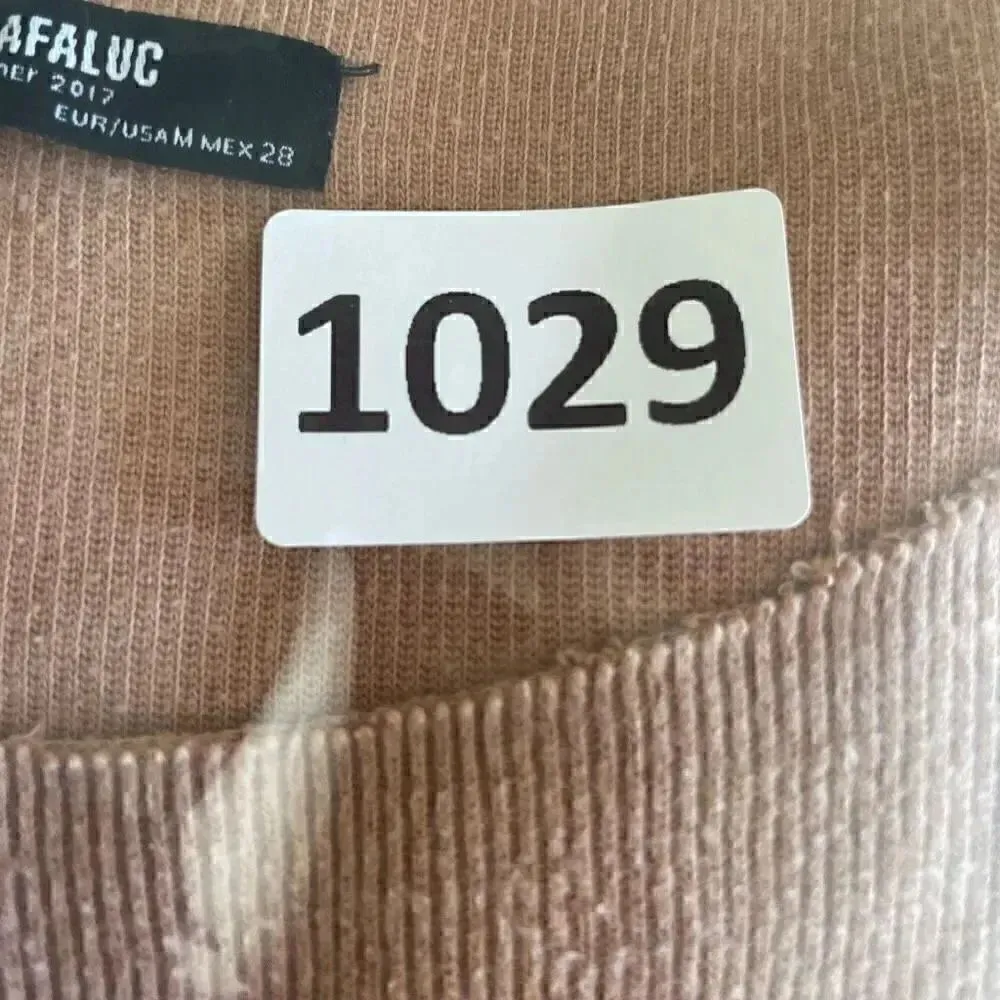 AFALUC
mer 2017
EUR/USA M MEX 28
1029